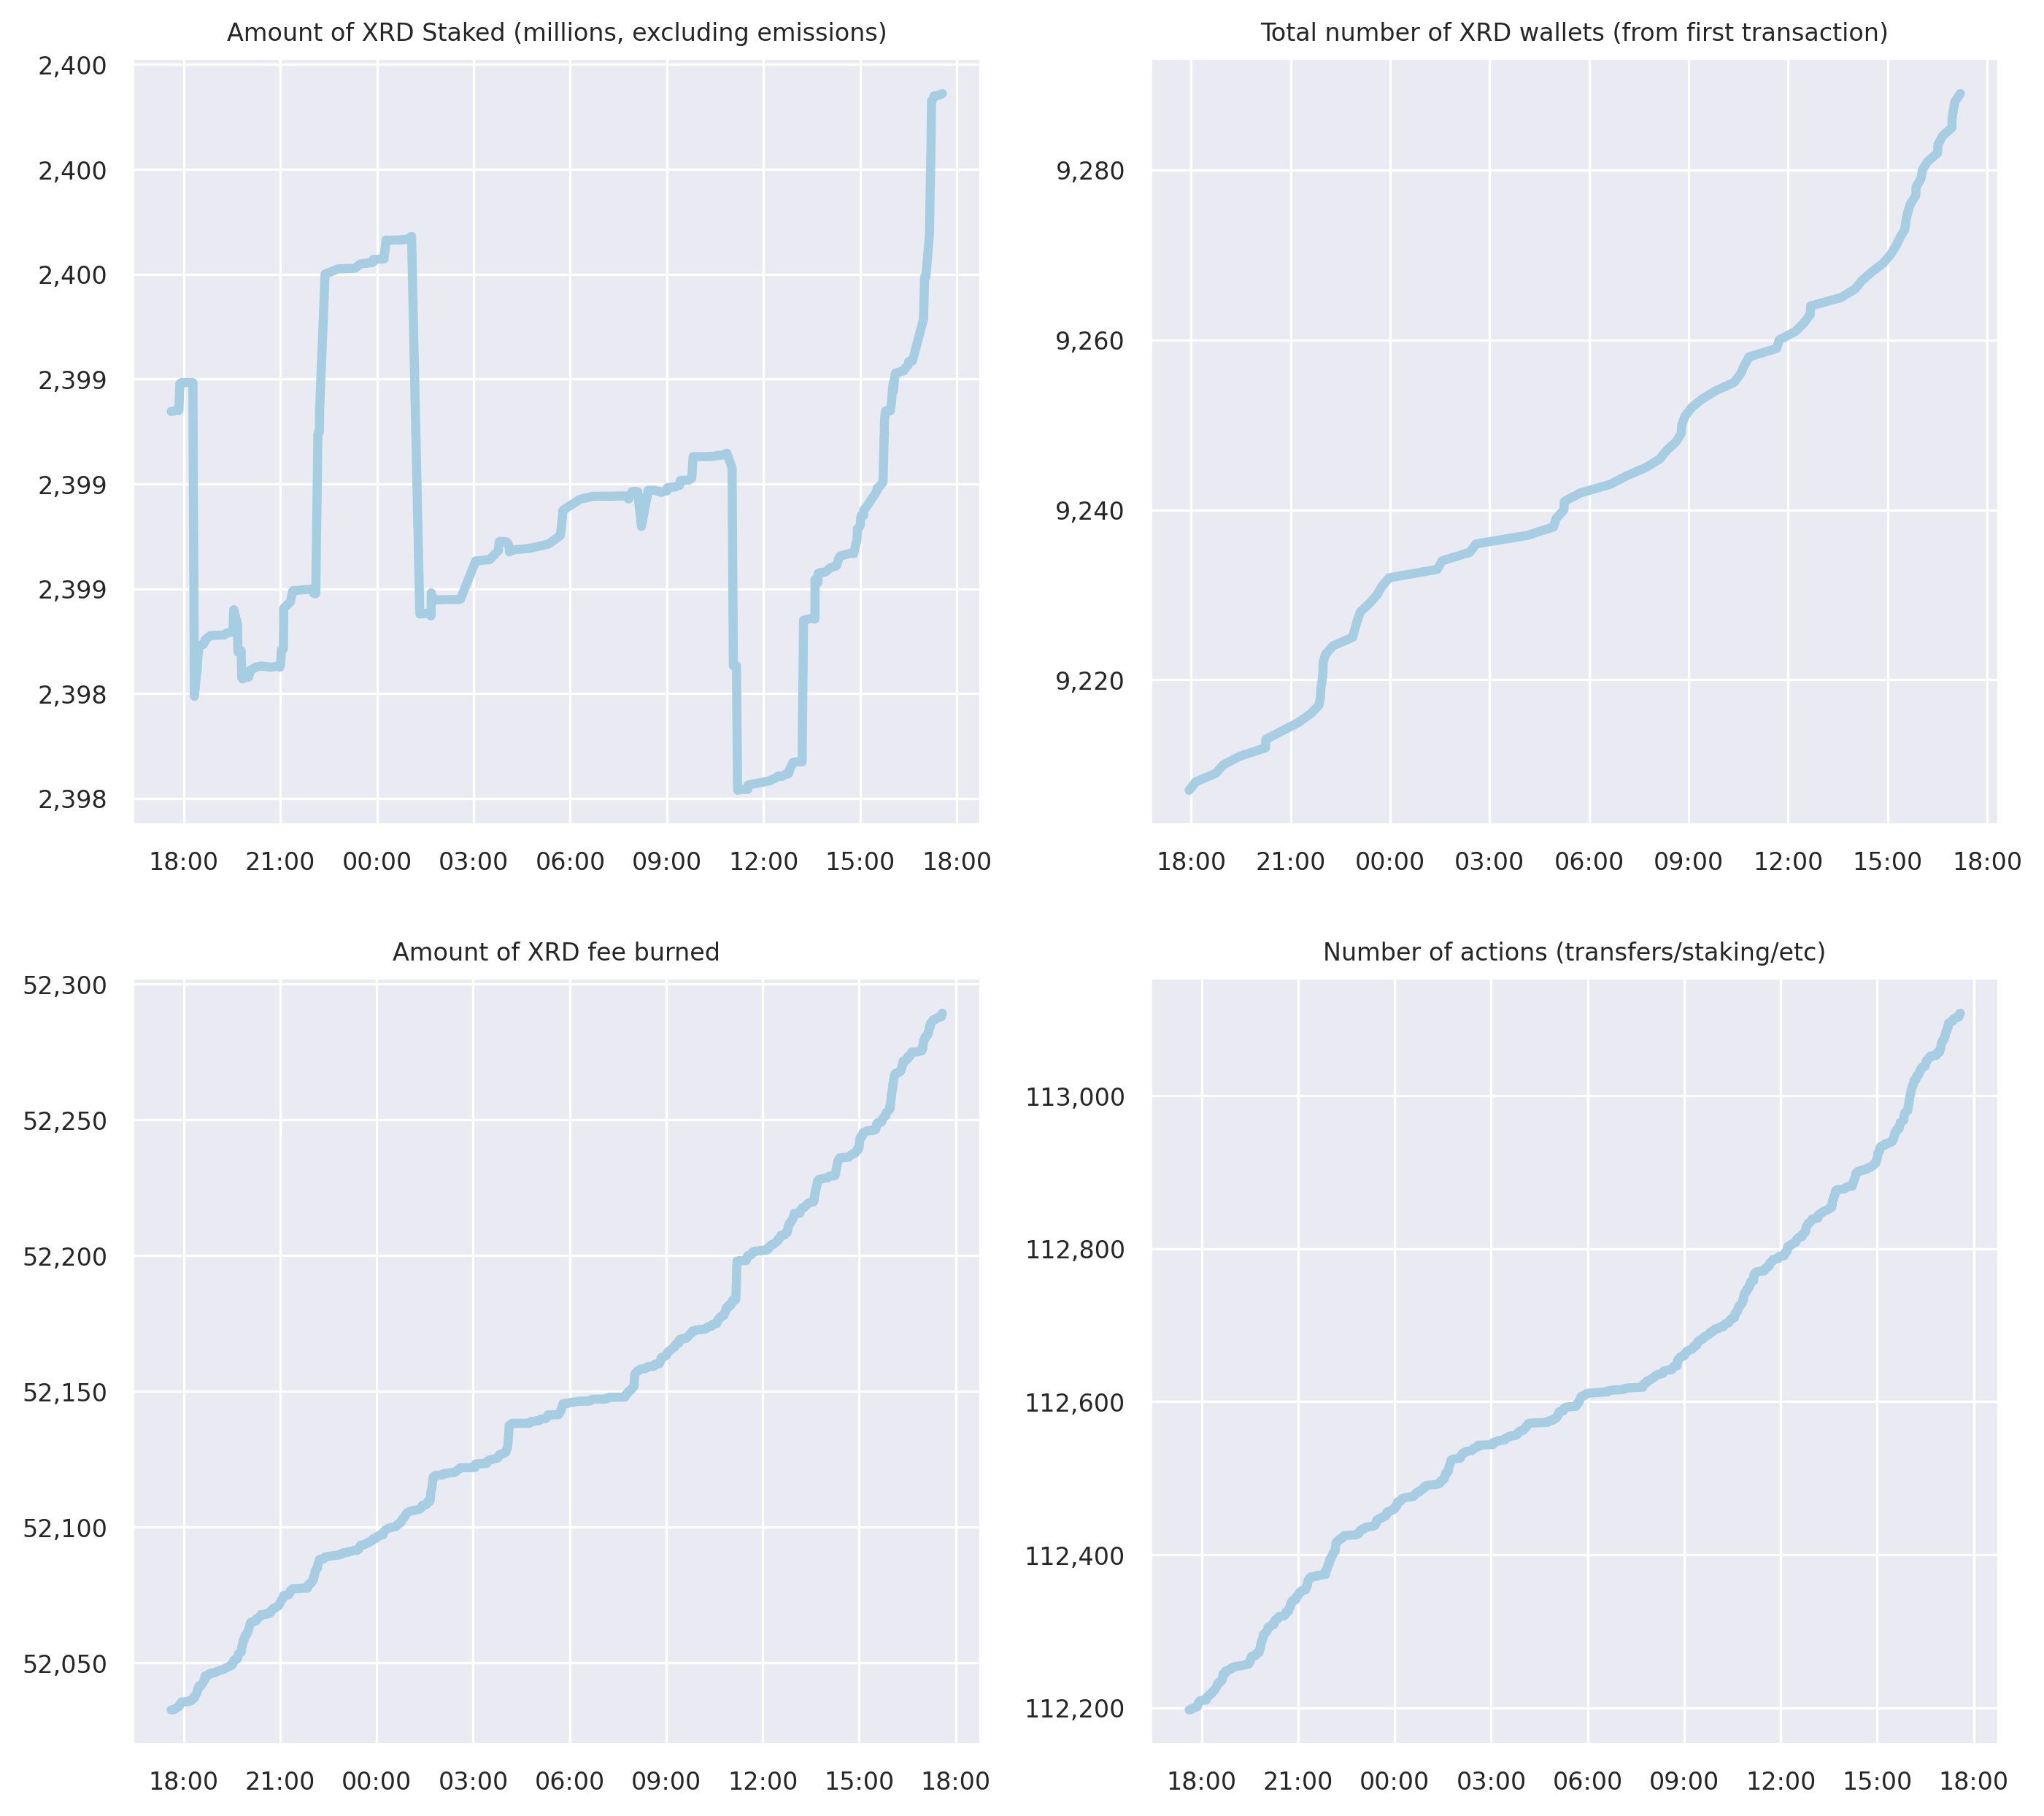 Amount of XRD Staked (millions, excluding emissions)
2,400
2,400
2,400
2,399
2,399
2,399
2,398
2,398
18:00 21:00 00:00 03:00 06:00 09:00 12:00 15:00 18:00
Total number of XRD wallets (from first transaction)
9,280
9,260
9,240
9,220
18:00 21:00 00:00 03:00 06:00 09:00 12:00 15:00 18:00
Amount of XRD fee burned
52,300
52,250
52,200
52,150
52,100
52,050
18:00 21:00 00:00 03:00 06:00 09:00 12:00 15:00 18:00
Number of actions (transfers/staking/etc)
113,000
112,800
112,600
112,400
112,200
18:00 21:00 00:00 03:00 06:00 09:00 12:00 15:00 18:00